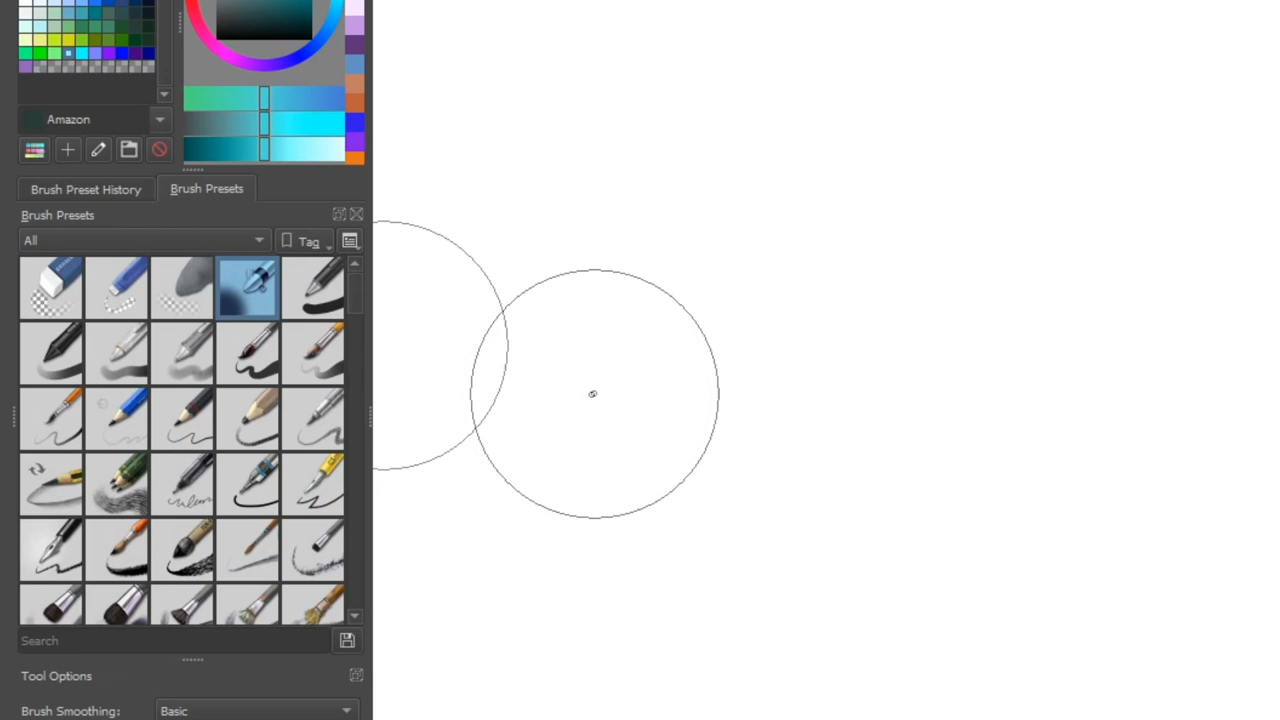 Amazon
Brush Preset History
Brush Presets
Brush Presets
All
Tag
Search
Tool Options
Brush Smoothing:
Basic